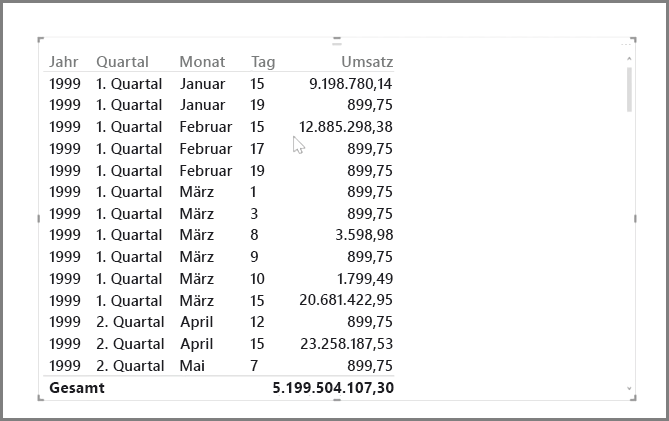 Jahr Quartal Monat Tag Umsatz
1999 1. Quartal Januar 15 9.198.780,14
1999 1. Quartal Januar 19 899,75
1999 1. Quartal Februar 15 12.885.298,38
1999 1. Quartal Februar 17 899,75
1999 1. Quartal Februar 19 899,75
1999 1. Quartal März 1 899,75
1999 1. Quartal März 3 899,75
1999 1. Quartal März 8 3.598,98
1999 1. Quartal März 9 899,75
1999 1. Quartal März 10 1.799,49
1999 1. Quartal März 15 20.681.422,95
1999 2. Quartal April 12 899,75
1999 2. Quartal April 15 23.258.187,53
1999 2. Quartal Mai 7 899,75
Gesamt 5.199.504.107,30